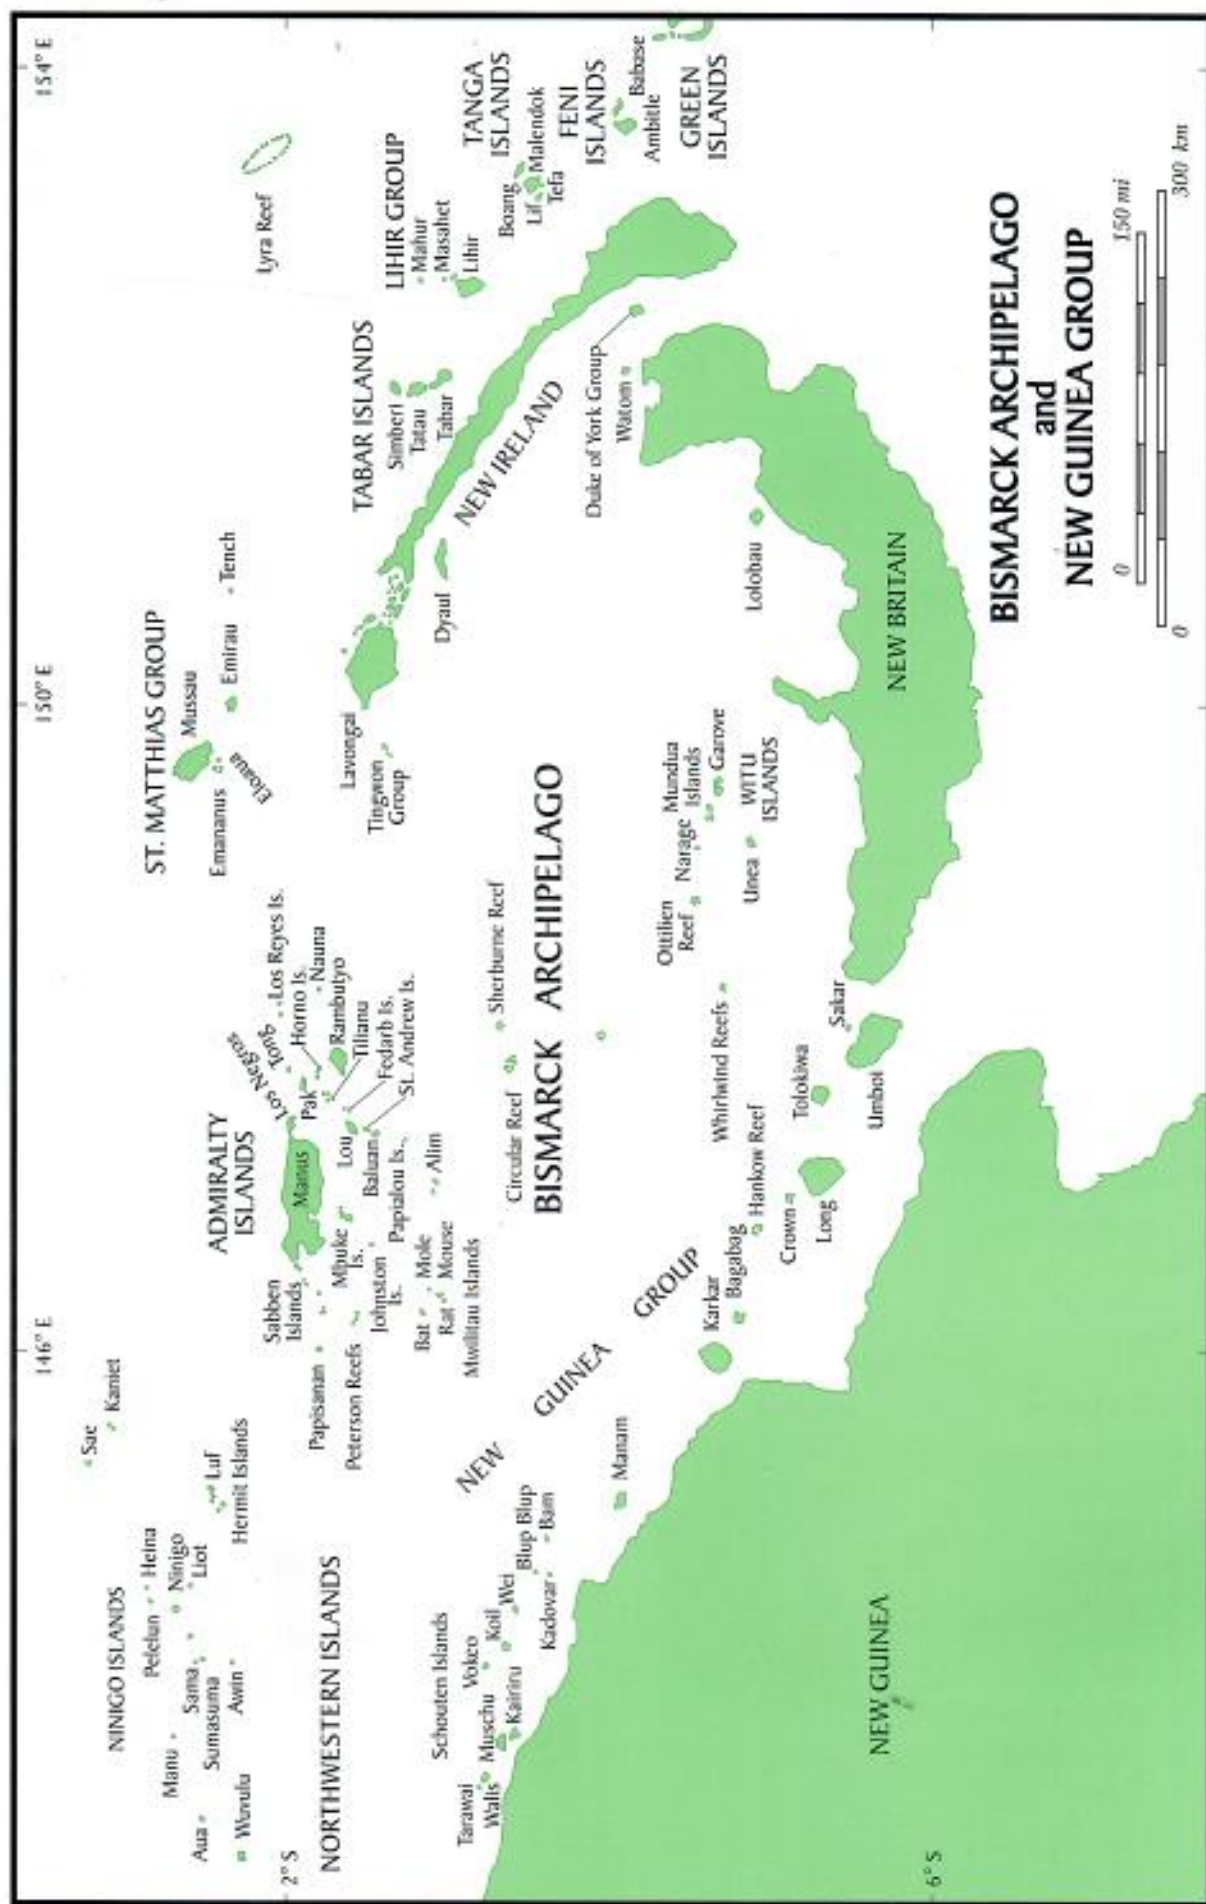 146° E
150° E
154° E
2° S
6° S
NINIGO ISLANDS
Pelelun
Heina
Manu
Ninigo
Liot
Sama
Sumasuma
Aua
Awin
Wuvulu
NORTHWESTERN ISLANDS
Sae
Kaniet
Luf
Hermit Islands
ADMIRALTY
ISLANDS
Manus
Los Negros
Tong
Los Reyes Is.
Horno Is.
Nauna
Pak
Rambutyo
Tilianu
Fedarb Is.
St. Andrew Is.
Lou
Baluan
Sabben
Islands
Papisanan
Mbuke
Is.
Peterson Reefs
Johnston
Is.
Papialou Is.
Alim
Bat
Mole
Rat
Mouse
Mwilitau Islands
ST. MATTHIAS GROUP
Mussau
Emananus
Eloaua
Emirau
Tench
Lavongai
Tingwon
Group
Lyra Reef
TABAR ISLANDS
Simberi
Tatau
Tabar
LIHIR GROUP
Mahur
Masahet
Lihir
TANGA
ISLANDS
Boang
Lif
Malendok
Tefa
FENI
ISLANDS
Babase
Ambitle
GREEN
ISLANDS
NEW IRELAND
Dyaul
Duke of York Group
Watom
Circular Reef
Sherburne Reef
BISMARCK ARCHIPELAGO
Schouten Islands
Tarawai
Walis
Muschu
Kairiru
Vokeo
Koil
Wei
Blup Blup
Kadovar
Bam
Manam
NEW GUINEA GROUP
Karkar
Bagabag
Hankow Reef
Crown
Long
Tolokiwa
Sakar
Umboi
Whirlwind Reefs
Ottilien
Reef
Narage
Mundua
Islands
Garove
Unea
WITU
ISLANDS
Lolobau
NEW BRITAIN
NEW GUINEA
BISMARCK ARCHIPELAGO
and
NEW GUINEA GROUP
0 150 mi
0 300 km